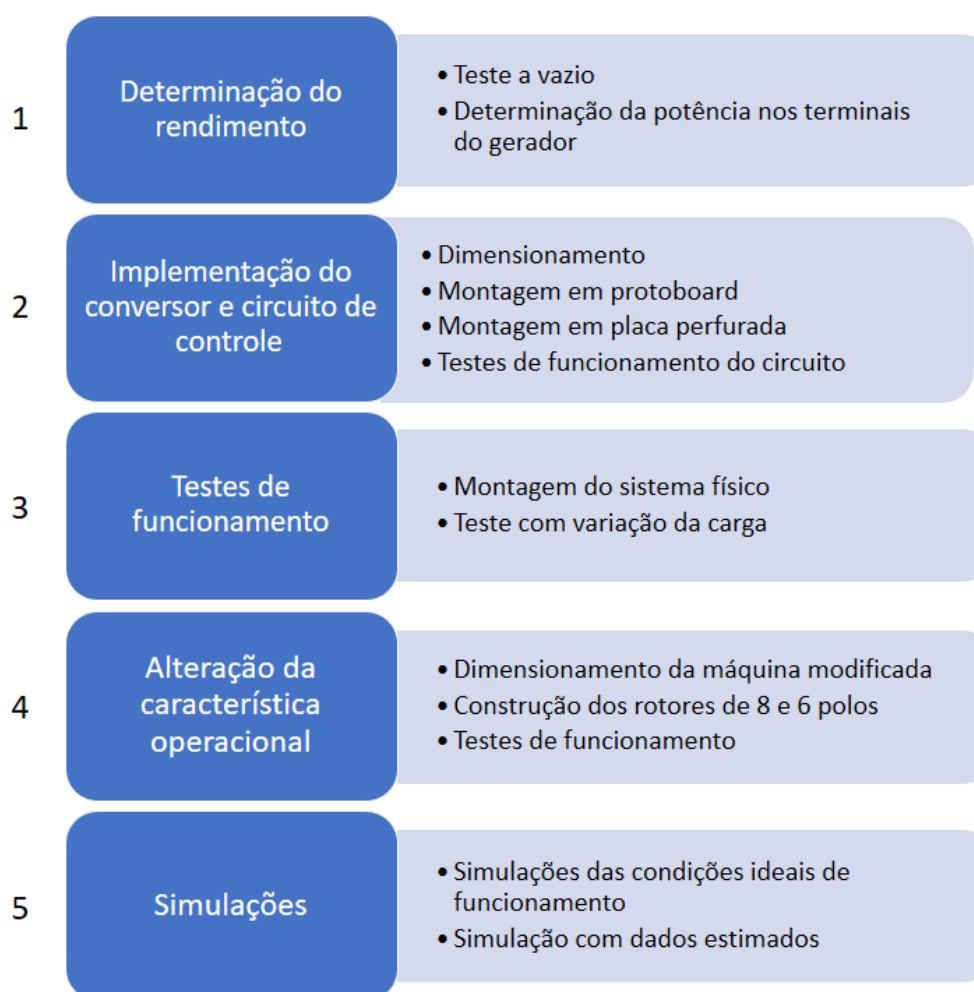 1
Determinação do
rendimento
• Teste a vazio
• Determinação da potência nos terminais
do gerador
2
Implementação do
conversor e circuito de
controle
• Dimensionamento
• Montagem em protoboard
• Montagem em placa perfurada
• Testes de funcionamento do circuito
3
Testes de
funcionamento
• Montagem do sistema físico
• Teste com variação da carga
4
Alteração da
característica
operacional
• Dimensionamento da máquina modificada
• Construção dos rotores de 8 e 6 polos
• Testes de funcionamento
5
Simulações
• Simulações das condições ideais de
funcionamento
• Simulação com dados estimados